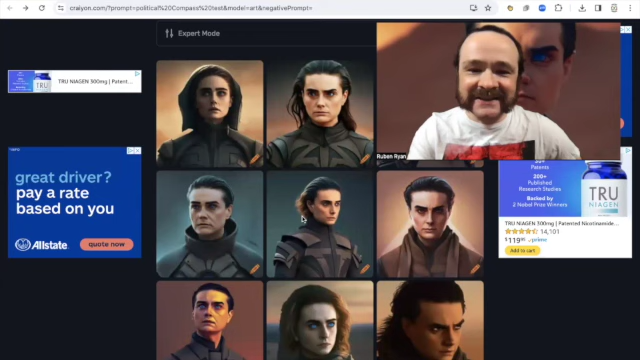 craiyon.com/?prompt=political%20Compass%20test&model=art&negativePrompt=
Expert Mode
TRU NIAGEN 300mg | Patent...
great driver?
pay a rate
based on you
Allstate
quote now
Ruben Ryan
Patents
200+
Published
Research Studies
Backed by
2 Nobel Prize Winners
TRU
NIAGEN
TRU NIAGEN 300mg | Patented Nicotinamide...
14,101
$119 prime
Add to cart